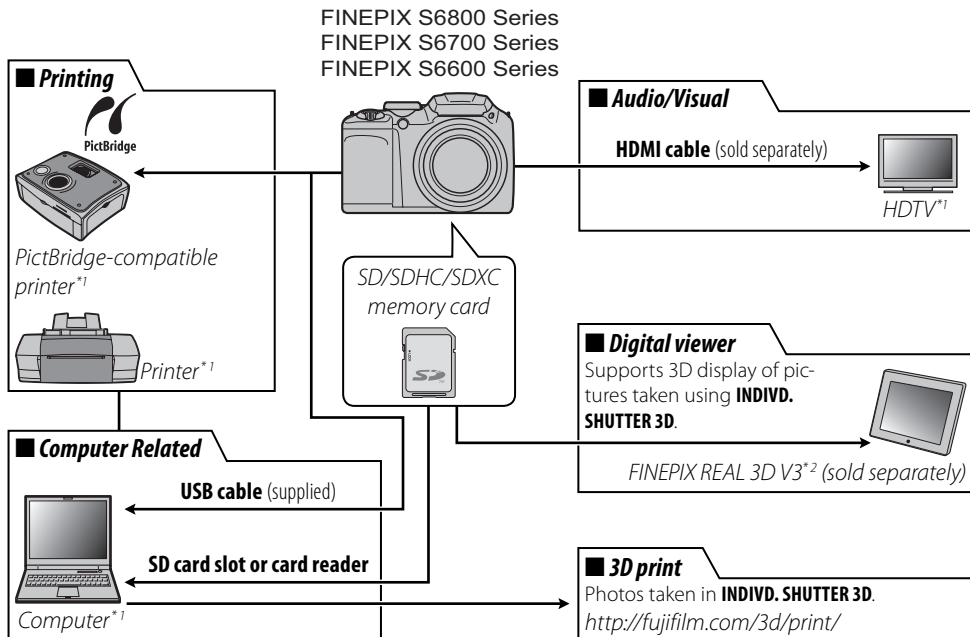 FINEPIX S6800 Series
FINEPIX S6700 Series
FINEPIX S6600 Series
■ Printing
PictBridge
PictBridge-compatible
printer*1
Printer*1
■ Audio/Visual
HDMI cable (sold separately)
HDTV*1
SD/SDHC/SDXC
memory card
■ Digital viewer
Supports 3D display of pic-
tures taken using INDIVD.
SHUTTER 3D.
FINEPIX REAL 3D V3*2 (sold separately)
■ Computer Related
USB cable (supplied)
SD card slot or card reader
Computer*1
■ 3D print
Photos taken in INDIVD. SHUTTER 3D.
http://fujifilm.com/3d/print/